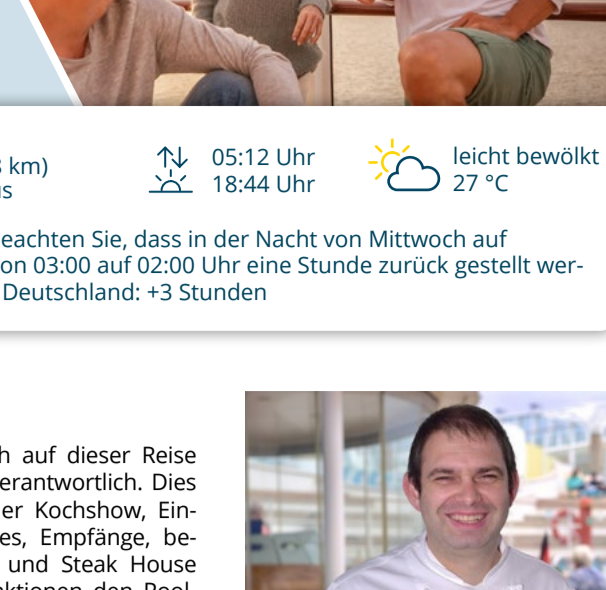 km)
05:12 Uhr
18:44 Uhr
leicht bewölkt
27 °C
eachten Sie, dass in der Nacht von Mittwoch auf
on 03:00 auf 02:00 Uhr eine Stunde zurück gestellt wer-
Deutschland: +3 Stunden
h auf dieser Reise
erantwortlich. Dies
er Kochshow, Ein-
es, Empfänge, be-
und Steak House
den Pool